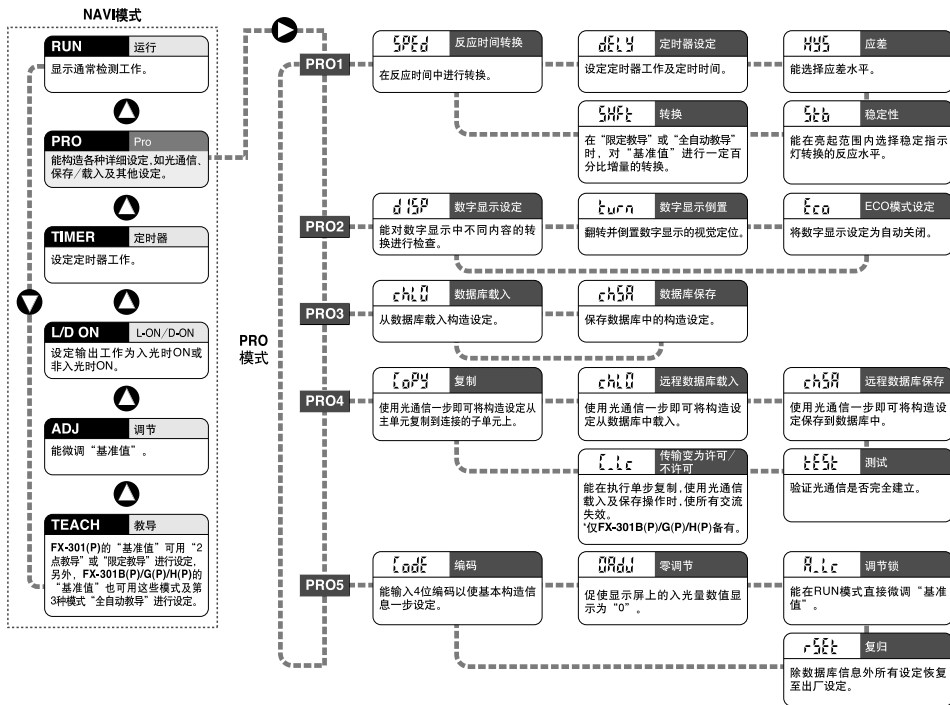 NAVI模式
RUN 运行
显示通常检测工作。
PRO Pro
能构造各种详细设定,如光通信、
保存/载入及其他设定。
TIMER 定时器
设定定时器工作。
L/D ON L-ON/D-ON
设定输出工作为入光时ON或
非入光时ON。
ADJ 调节
能微调“基准值”。
TEACH 教导
FX-301(P)的“基准值”可用“2
点教导”或“限定教导”进行设定,
另外，FX-301B(P)/G(P)/H(P)的
“基准值”也可用这些模式及第
3种模式“全自动教导”进行设定。
PRO
模式
PRO1
SPEd 反应时间转换
在反应时间中进行转换。
dELY 定时器设定
设定定时器工作及定时时间。
HYS 应差
能选择应差水平。
SHFt 转换
在“限定教导”或“全自动教导”
时，对“基准值”进行一定百
分比增量的转换。
Stb 稳定性
能在亮起范围内选择稳定指示
灯转换的反应水平。
PRO2
diSP 数字显示设定
能对数字显示中不同内容的转
换进行检查。
turn 数字显示倒置
翻转并倒置数字显示的视觉定位。
Eco ECO模式设定
将数字显示设定为自动关闭。
PRO3
chLO 数据库载入
从数据库载入构造设定。
chSA 数据库保存
保存数据库中的构造设定。
PRO4
CoPY 复制
使用光通信一步即可将构造设定从
主单元复制到连接的子单元上。
chLO 远程数据库载入
使用光通信一步即可将构造设
定从数据库中载入。
chSA 远程数据库保存
使用光通信一步即可将构造设
定保存到数据库中。
C_Lc 传输变为许可/
不许可
能在执行单步复制,使用光通信
载入及保存操作时,使所有交流
失效。
*仅FX-301B(P)/G(P)/H(P)备有。
tESt 测试
验证光通信是否完全建立。
PRO5
CodE 编码
能输入4位编码以使基本构造信
息一步设定。
0AdJ 零调节
促使显示屏上的入光量数值显
示为“0”。
A_Lc 调节锁
能在RUN模式直接微调“基准
值”。
rSEt 复归
除数据库信息外所有设定恢复
至出厂设定。